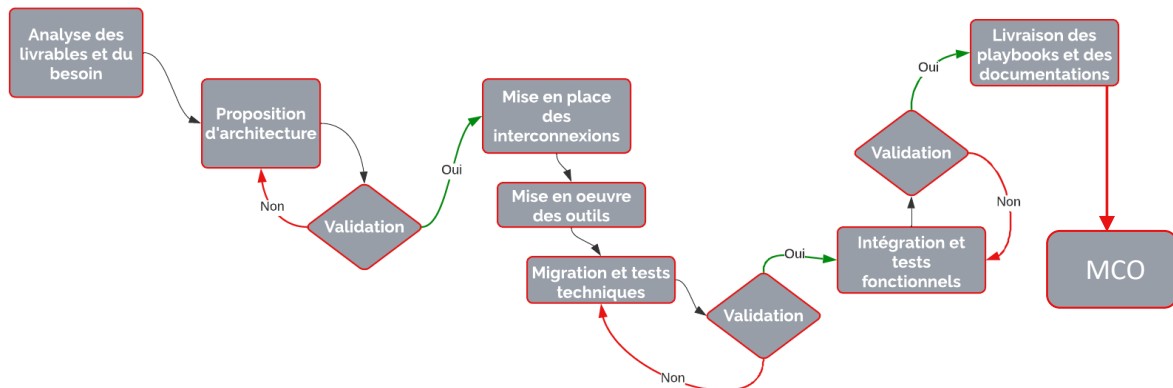 Analyse des
livrables et du
besoin
Proposition
d'architecture
Validation
Non
Oui
Mise en place
des
interconnexions
Mise en oeuvre
des outils
Migration et tests
techniques
Validation
Non
Oui
Intégration et
tests
fonctionnels
Validation
Non
Oui
Livraison des
playbooks et des
documentations
MCO